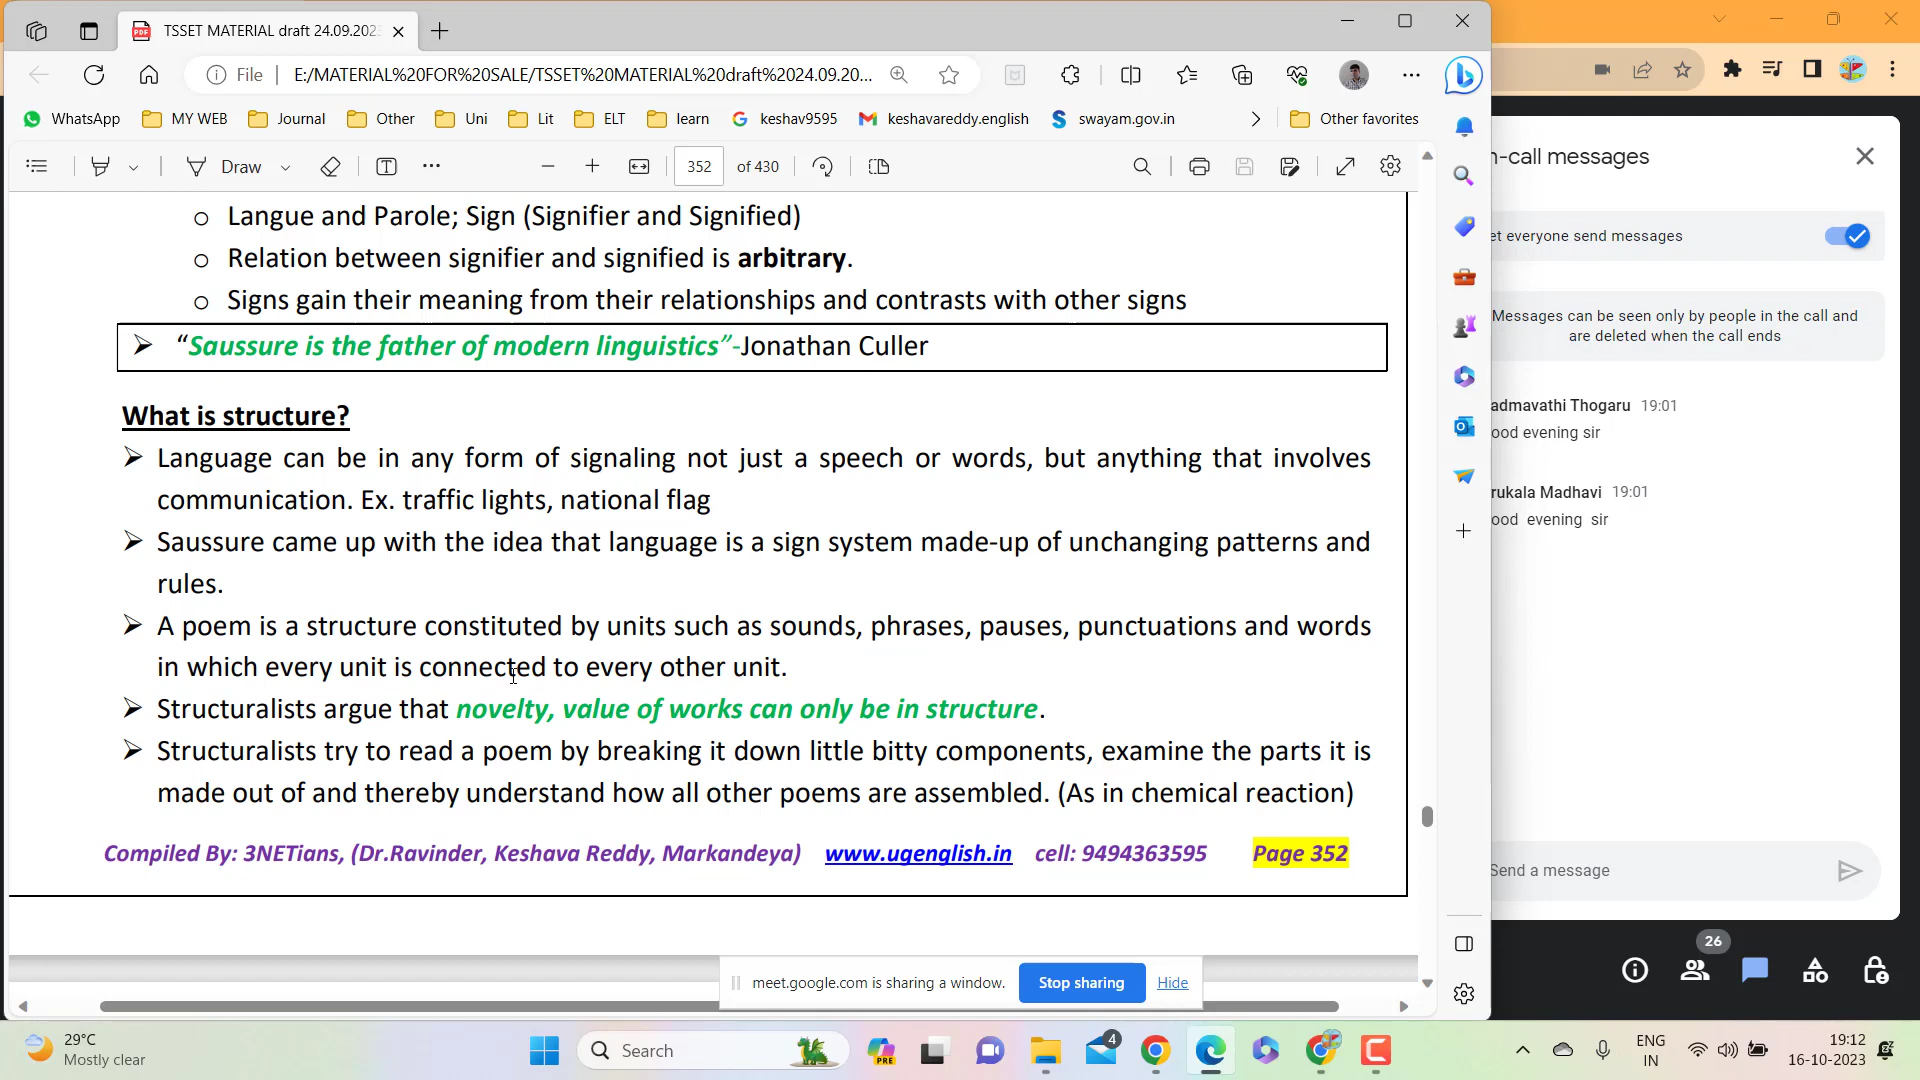 TSSET MATERIAL draft 24.09.202
File
E:/MATERIAL%20FOR%20SALE/TSSET%20MATERIAL%20draft%2024.09.20...
WhatsApp
MY WEB
Journal
Other
Uni
Lit
ELT
learn
keshav9595
keshavareddy.english
swayam.gov.in
Other favorites
Draw
352
of 430
o Langue and Parole; Sign (Signifier and Signified)
o Relation between signifier and signified is arbitrary.
o Signs gain their meaning from their relationships and contrasts with other signs
➢ “Saussure is the father of modern linguistics”-Jonathan Culler
What is structure?
➢ Language can be in any form of signaling not just a speech or words, but anything that involves
communication. Ex. traffic lights, national flag
➢ Saussure came up with the idea that language is a sign system made-up of unchanging patterns and
rules.
➢ A poem is a structure constituted by units such as sounds, phrases, pauses, punctuations and words
in which every unit is connected to every other unit.
➢ Structuralists argue that novelty, value of works can only be in structure.
➢ Structuralists try to read a poem by breaking it down little bitty components, examine the parts it is
made out of and thereby understand how all other poems are assembled. (As in chemical reaction)
Compiled By: 3NETians, (Dr.Ravinder, Keshava Reddy, Markandeya) www.ugenglish.in cell: 9494363595 Page 352
meet.google.com is sharing a window.
Stop sharing
Hide
n-call messages
et everyone send messages
Messages can be seen only by people in the call and
are deleted when the call ends
admavathi Thogaru 19:01
ood evening sir
rukala Madhavi 19:01
ood evening sir
Send a message
26
29°C
Mostly clear
Search
PRE
4
ENG
IN
19:12
16-10-2023